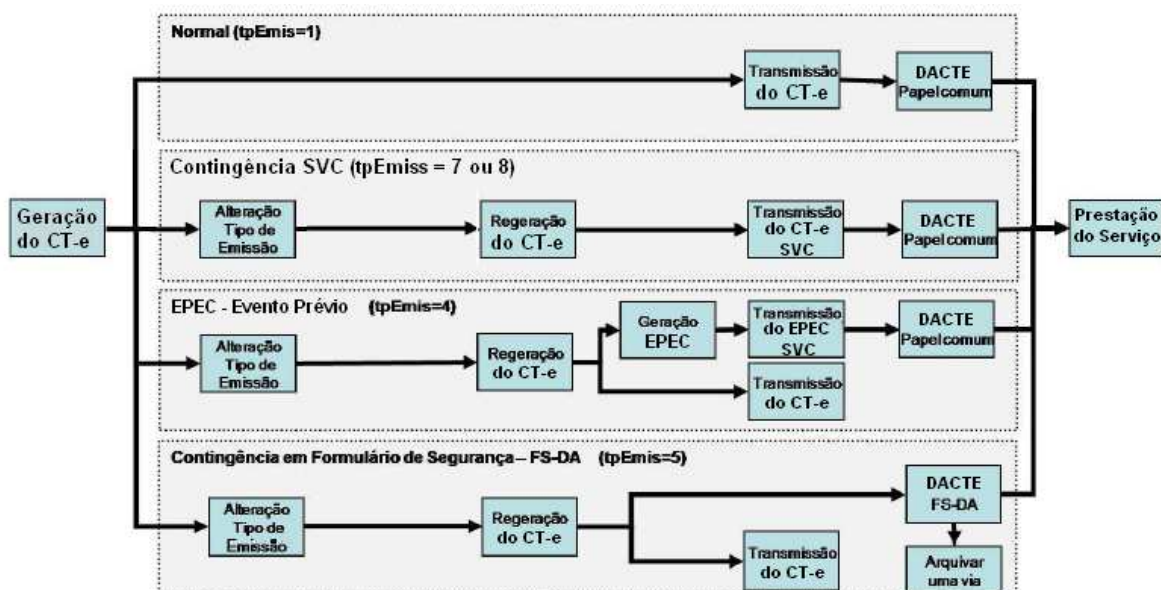 Normal (tpEmis=1)
Transmissão
do CT-e
DACTE
Papel comum
Contingência SVC (tpEmiss = 7 ou 8)
Geração
do CT-e
Alteração
Tipo de
Emissão
Regeração
do CT-e
Transmissão
do CT-e
SVC
DACTE
Papel comum
Prestação
do Serviço
EPEC - Evento Prévio (tpEmis=4)
Alteração
Tipo de
Emissão
Regeração
do CT-e
Geração
EPEC
Transmissão
do EPEC
SVC
DACTE
Papel comum
Transmissão
do CT-e
Contingência em Formulário de Segurança – FS-DA (tpEmis=5)
Alteração
Tipo de
Emissão
Regeração
do CT-e
DACTE
FS-DA
Transmissão
do CT-e
Arquivar
uma via